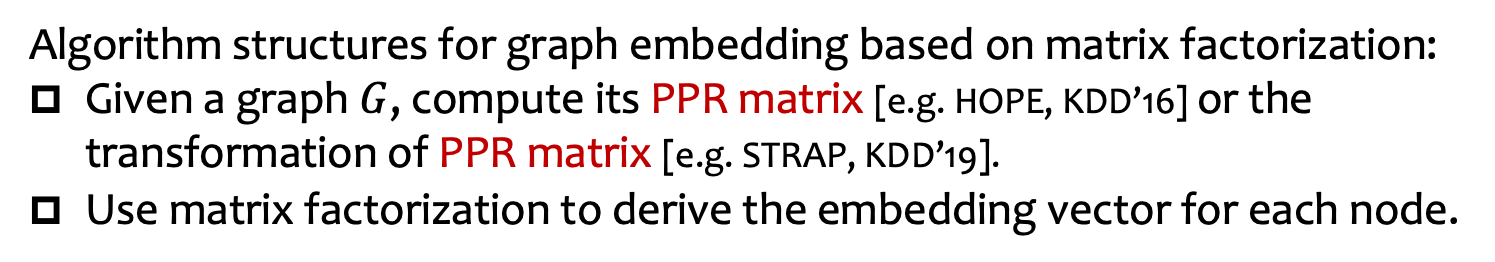 Algorithm structures for graph embedding based on matrix factorization:
Given a graph G, compute its PPR matrix [e.g. HOPE, KDD’16] or the
transformation of PPR matrix [e.g. STRAP, KDD’19].
Use matrix factorization to derive the embedding vector for each node.